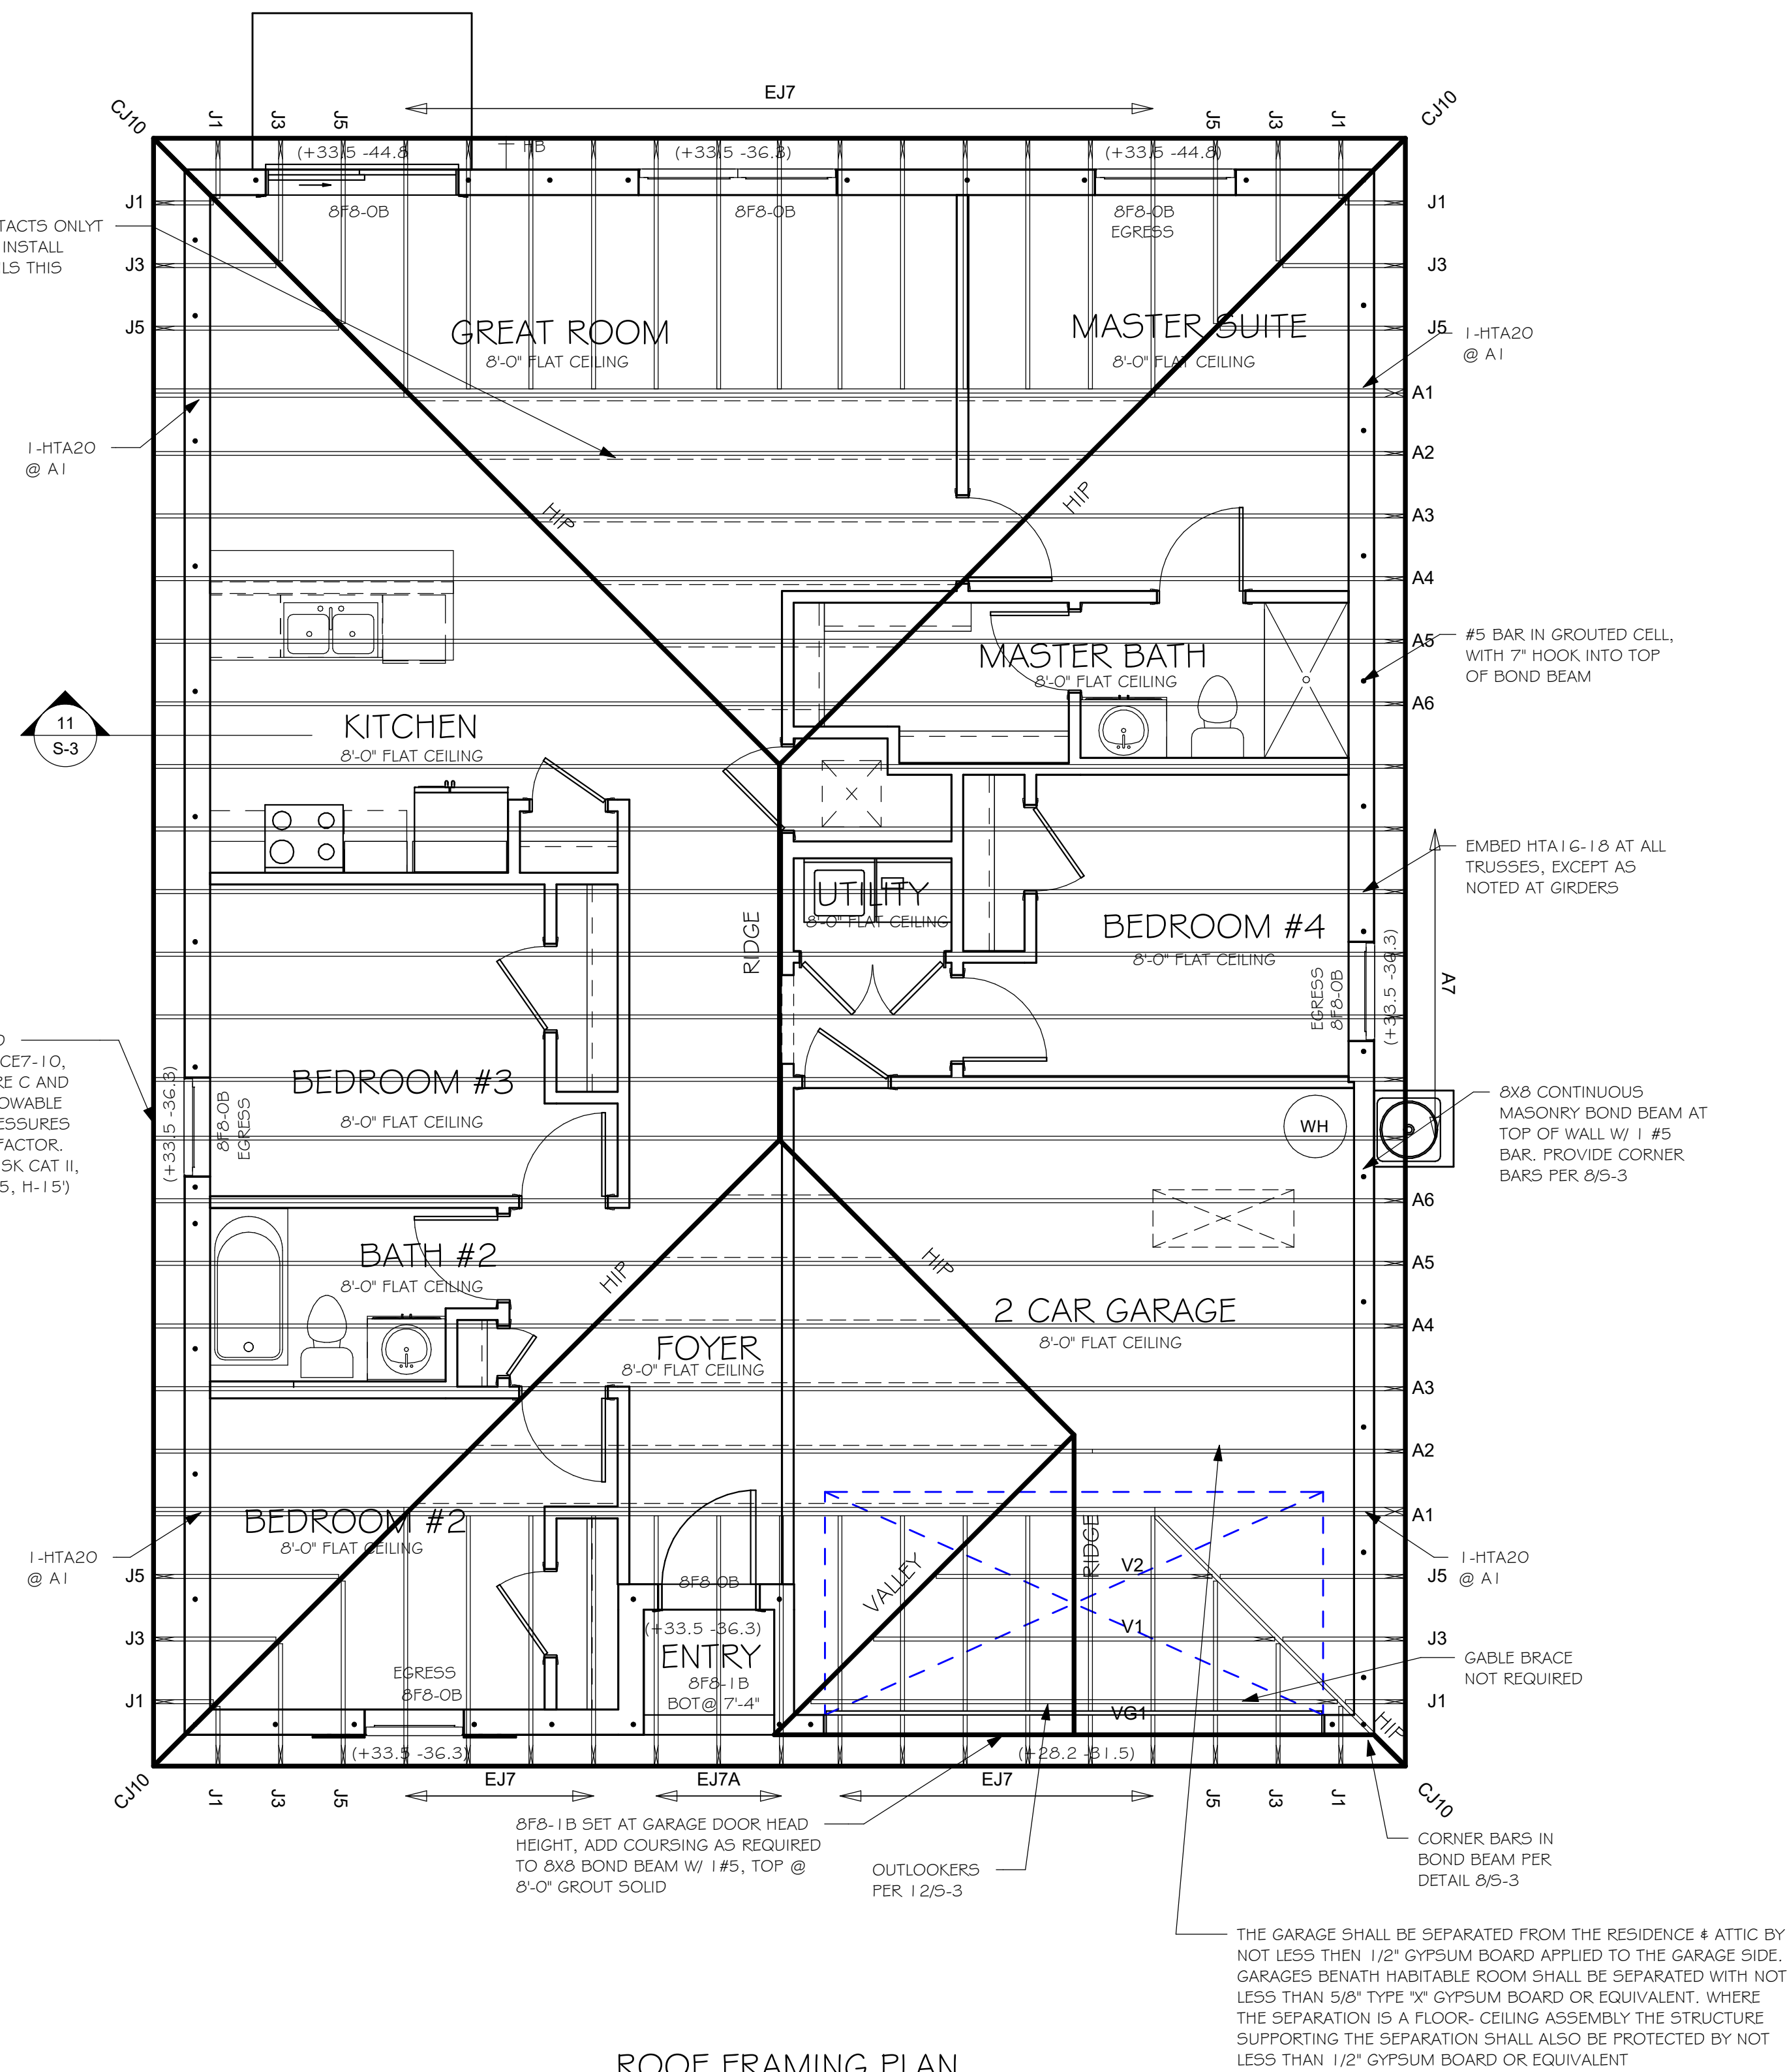 EJ7
CJ10
J1
J3
J5
J5
J3
J1
CJ10
(+33.5 -44.8
HB
(+33.5 -36.3)
(+33.5 -44.8)
8F8-0B
8F8-0B
8F8-0B
EGRESS
J1
J3
J5
J1
J3
J5
TACTS ONLYT
INSTALL
LS THIS
GREAT ROOM
8'-0" FLAT CEILING
MASTER SUITE
8'-0" FLAT CEILING
1-HTA20
@ A1
1-HTA20
@ A1
A1
A2
A3
A4
A5
A6
HIP
HIP
MASTER BATH
8'-0" FLAT CEILING
#5 BAR IN GROUTED CELL,
WITH 7" HOOK INTO TOP
OF BOND BEAM
11
S-3
KITCHEN
8'-0" FLAT CEILING
EMBED HTA16-18 AT ALL
TRUSSES, EXCEPT AS
NOTED AT GIRDERS
UTILITY
8'-0" FLAT CEILING
RIDGE
BEDROOM #4
8'-0" FLAT CEILING
EGRESS
8F8-0B
(+33.5 -36.3)
A7
CE7-10,
RE C AND
OWABLE
ESSURES
FACTOR.
SK CAT II,
5, H-15')
(+33.5 -36.3)
8F8-0B
EGRESS
BEDROOM #3
8'-0" FLAT CEILING
WH
8X8 CONTINUOUS
MASONRY BOND BEAM AT
TOP OF WALL W/ 1 #5
BAR. PROVIDE CORNER
BARS PER 8/S-3
A6
A5
A4
A3
A2
A1
BATH #2
8'-0" FLAT CEILING
HIP
HIP
FOYER
8'-0" FLAT CEILING
2 CAR GARAGE
8'-0" FLAT CEILING
BEDROOM #2
8'-0" FLAT CEILING
1-HTA20
@ A1
J5
J3
J1
8F8-0B
(+33.5 -36.3)
ENTRY
8F8-1B
BOT@ 7'-4"
EGRESS
8F8-0B
(+33.5 -36.3)
VALLEY
RIDGE
V2
V1
VG1
HIP
(+28.2 -31.5)
1-HTA20
@ A1
J5
J3
J1
GABLE BRACE
NOT REQUIRED
CJ10
J1
J3
J5
EJ7
EJ7A
EJ7
J5
J3
J1
CJ10
8F8-1B SET AT GARAGE DOOR HEAD
HEIGHT, ADD COURSING AS REQUIRED
TO 8X8 BOND BEAM W/ 1#5, TOP @
8'-0" GROUT SOLID
OUTLOOKERS
PER 12/S-3
CORNER BARS IN
BOND BEAM PER
DETAIL 8/S-3
THE GARAGE SHALL BE SEPARATED FROM THE RESIDENCE & ATTIC BY
NOT LESS THEN 1/2" GYPSUM BOARD APPLIED TO THE GARAGE SIDE.
GARAGES BENATH HABITABLE ROOM SHALL BE SEPARATED WITH NOT
LESS THAN 5/8" TYPE "X" GYPSUM BOARD OR EQUIVALENT. WHERE
THE SEPARATION IS A FLOOR- CEILING ASSEMBLY THE STRUCTURE
SUPPORTING THE SEPARATION SHALL ALSO BE PROTECTED BY NOT
LESS THAN 1/2" GYPSUM BOARD OR EQUIVALENT
ROOF FRAMING PLAN